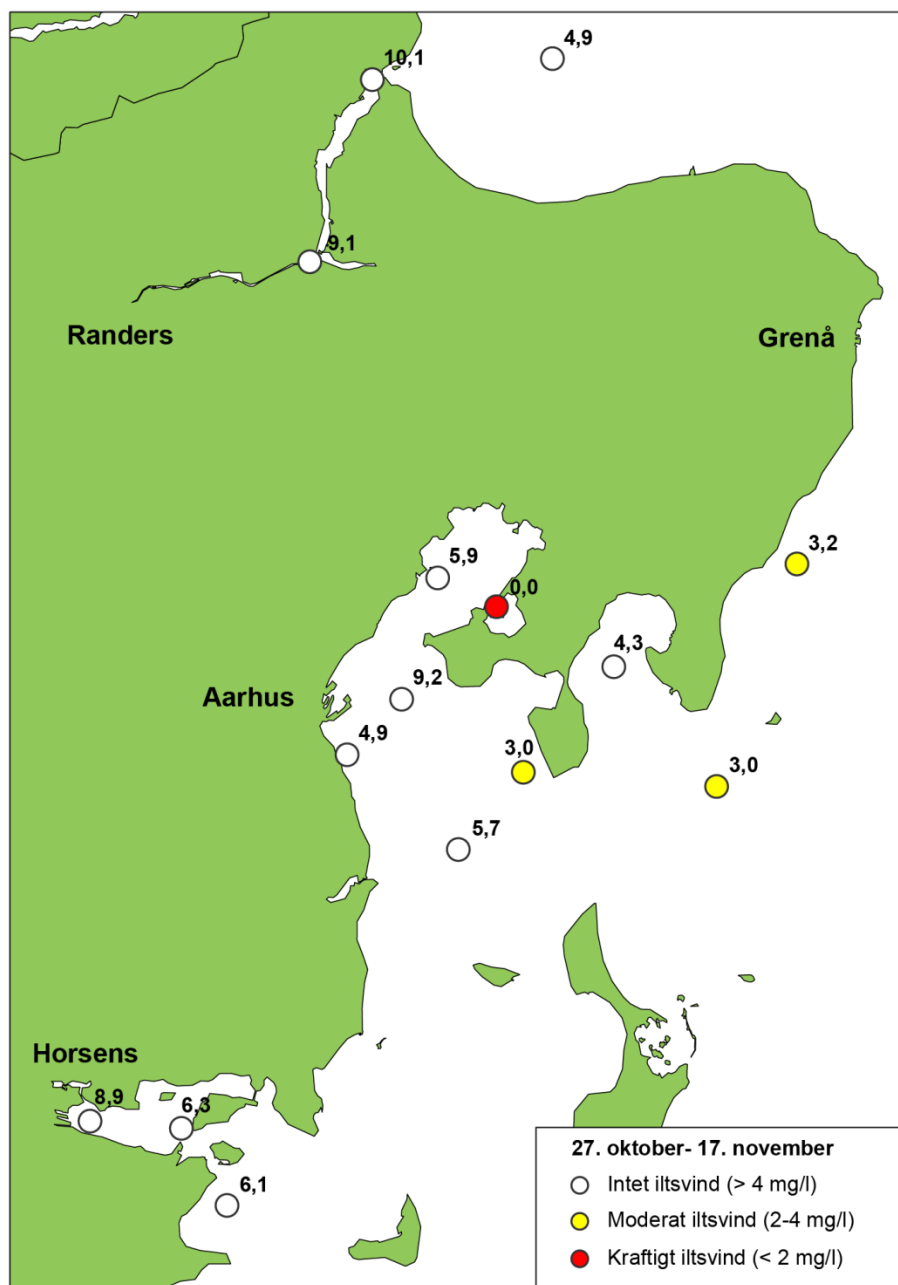 4,9
10,1
9,1
Randers
Grenå
3,2
5,9
0,0
4,3
9,2
Aarhus
4,9
3,0
3,0
5,7
Horsens
8,9
6,3
6,1
27. oktober- 17. november
Intet iltsvind (> 4 mg/l)
Moderat iltsvind (2-4 mg/l)
Kraftigt iltsvind (< 2 mg/l)